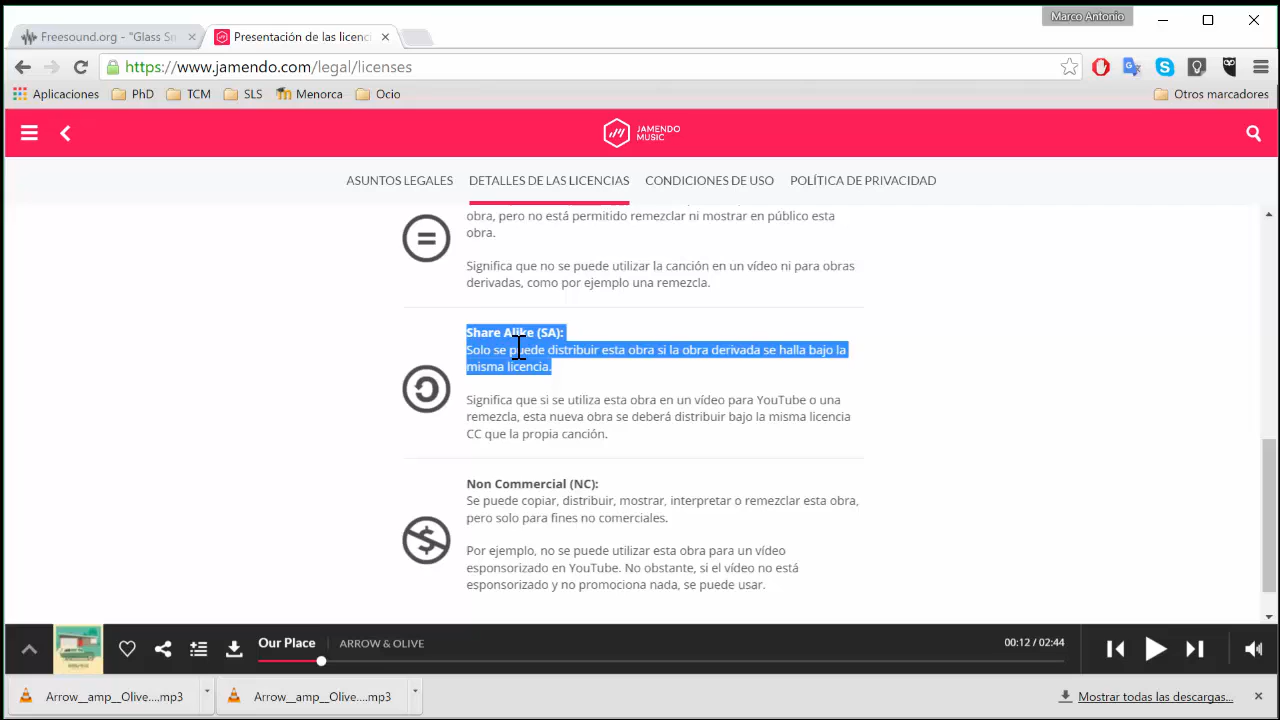 Marco Antonio
Freesound.org - "Glass Sm
Presentación de las licenci
https://www.jamendo.com/legal/licenses
Aplicaciones
PhD
TCM
SLS
Menorca
Ocio
Otros marcadores
JAMENDO
MUSIC
ASUNTOS LEGALES
DETALLES DE LAS LICENCIAS
CONDICIONES DE USO
POLÍTICA DE PRIVACIDAD
obra, pero no está permitido remezclar ni mostrar en público esta
obra.
Significa que no se puede utilizar la canción en un vídeo ni para obras
derivadas, como por ejemplo una remezcla.
Share Alike (SA):
Solo se puede distribuir esta obra si la obra derivada se halla bajo la
misma licencia.
Significa que si se utiliza esta obra en un vídeo para YouTube o una
remezcla, esta nueva obra se deberá distribuir bajo la misma licencia
CC que la propia canción.
Non Commercial (NC):
Se puede copiar, distribuir, mostrar, interpretar o remezclar esta obra,
pero solo para fines no comerciales.
Por ejemplo, no se puede utilizar esta obra para un vídeo
esponsorizado en YouTube. No obstante, si el vídeo no está
esponsorizado y no promociona nada, se puede usar.
Our Place
ARROW & OLIVE
00:12 / 02:44
Arrow_amp__Olive....mp3
Arrow_amp__Olive....mp3
Mostrar todas las descargas...